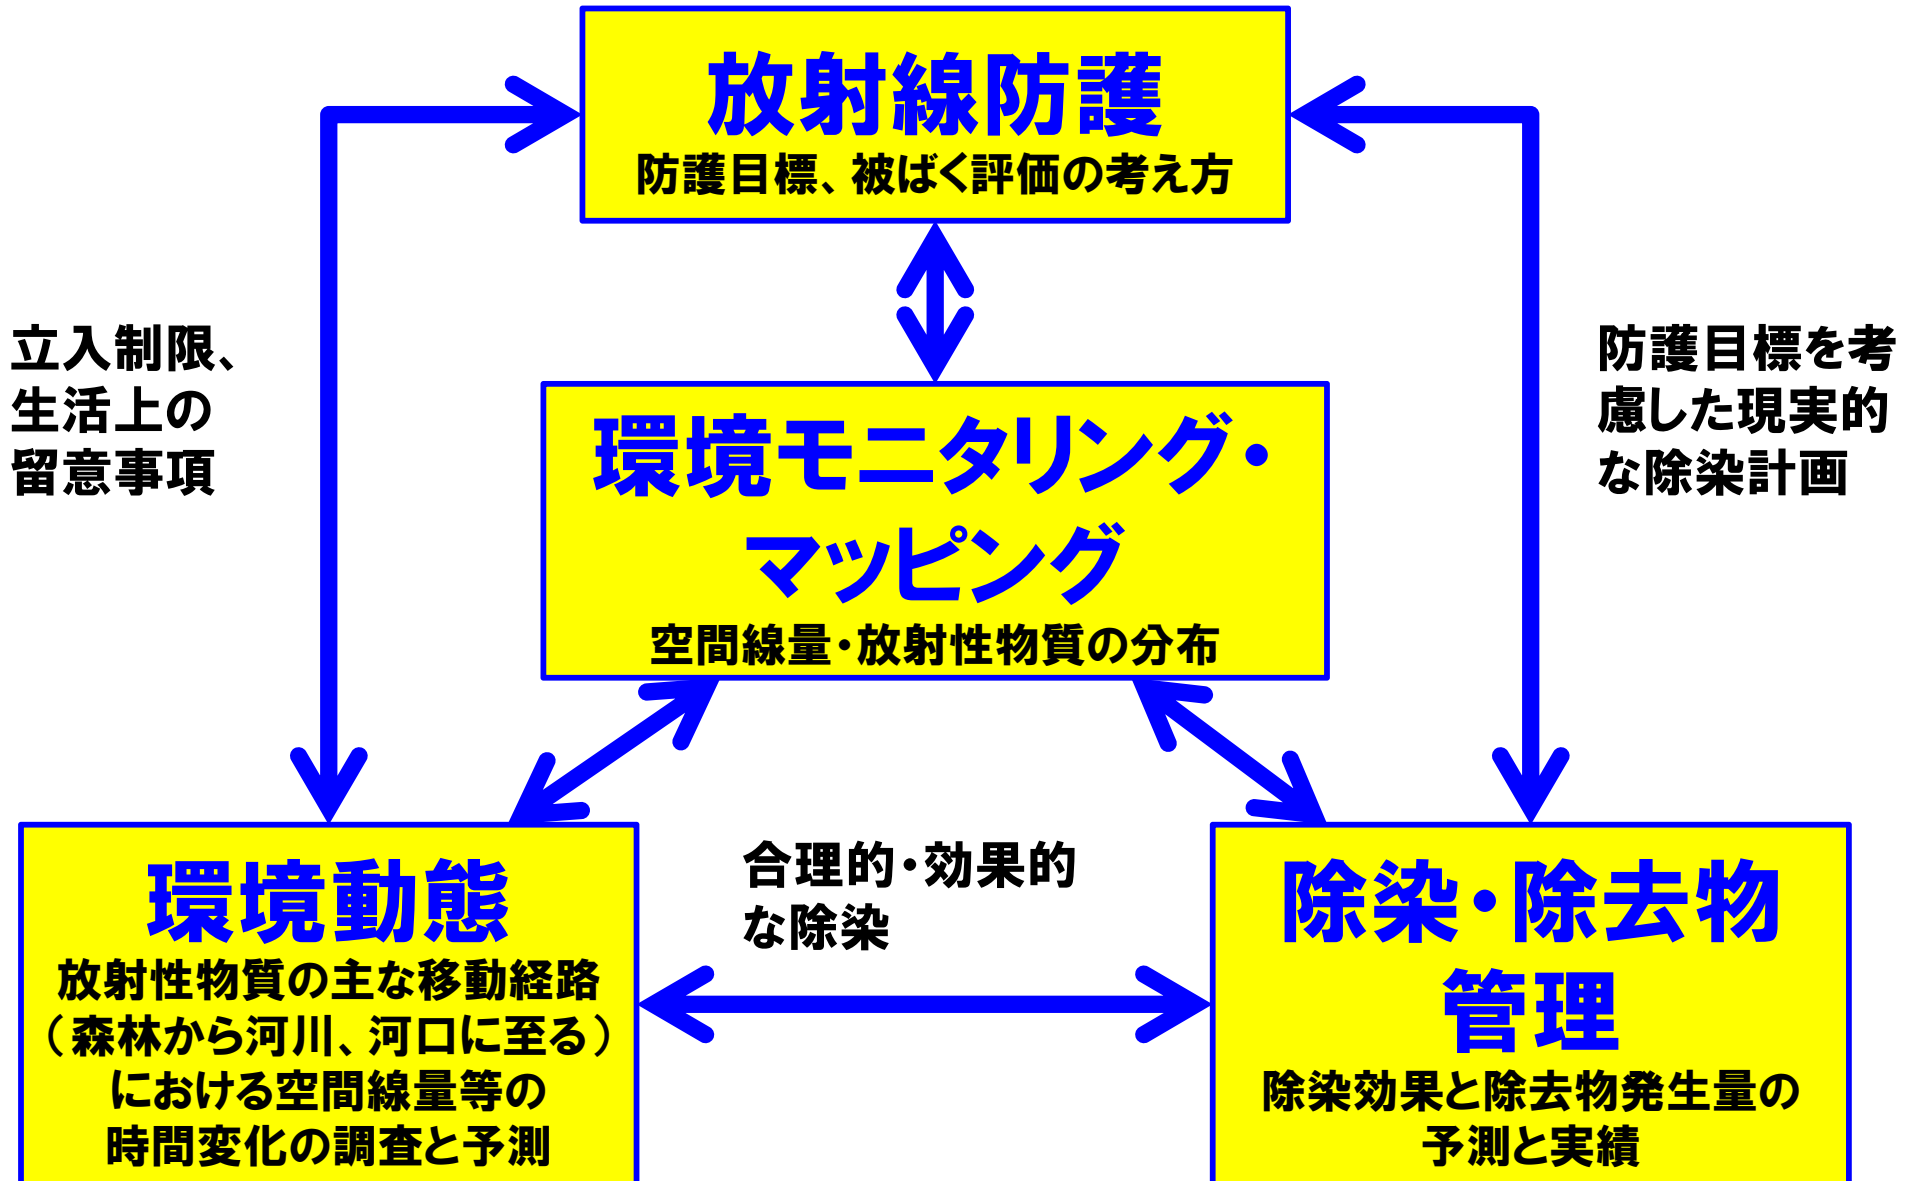 放射線防護
防護目標、被ばく評価の考え方
立入制限、
生活上の
留意事項
防護目標を考
慮した現実的
な除染計画
環境モニタリング・
マッピング
空間線量・放射性物質の分布
環境動態
放射性物質の主な移動経路
（森林から河川、河口に至る）
における空間線量等の
時間変化の調査と予測
合理的・効果的
な除染
除染・除去物
管理
除染効果と除去物発生量の
予測と実績